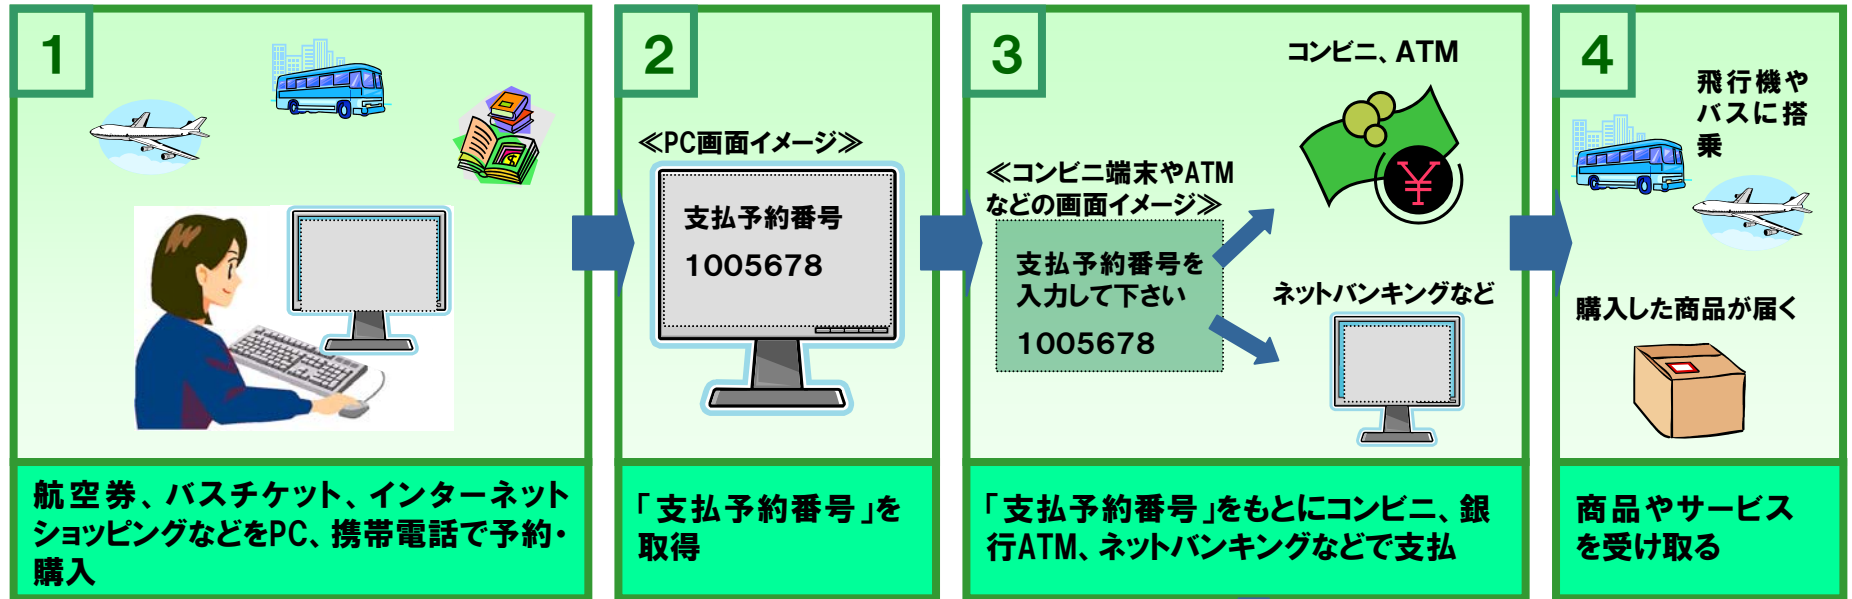 1
航空券、バスチケット、インターネット
ショッピングなどをPC、携帯電話で予約・
購入
2
≪PC画面イメージ≫
支払予約番号
1005678
「支払予約番号」を
取得
3
コンビニ、ATM
≪コンビニ端末やATM
などの画面イメージ≫
支払予約番号を
入力して下さい
1005678
ネットバンキングなど
「支払予約番号」をもとにコンビニ、銀
行ATM、ネットバンキングなどで支払
4
飛行機や
バスに搭
乗
購入した商品が届く
商品やサービス
を受け取る